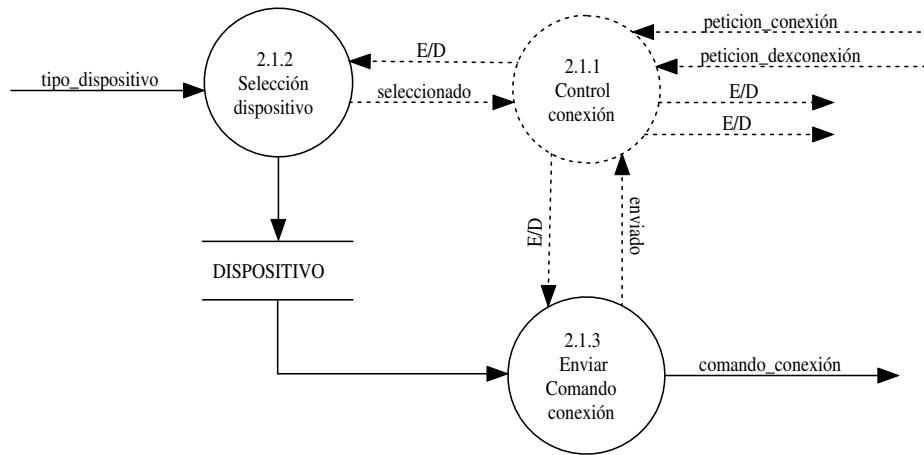 peticion_conexión
E/D
peticion_dexconexión
tipo_dispositivo
2.1.2
Selección
dispositivo
seleccionado
2.1.1
Control
conexión
E/D
E/D
E/D
enviado
DISPOSITIVO
2.1.3
Enviar
Comando
conexión
comando_conexión